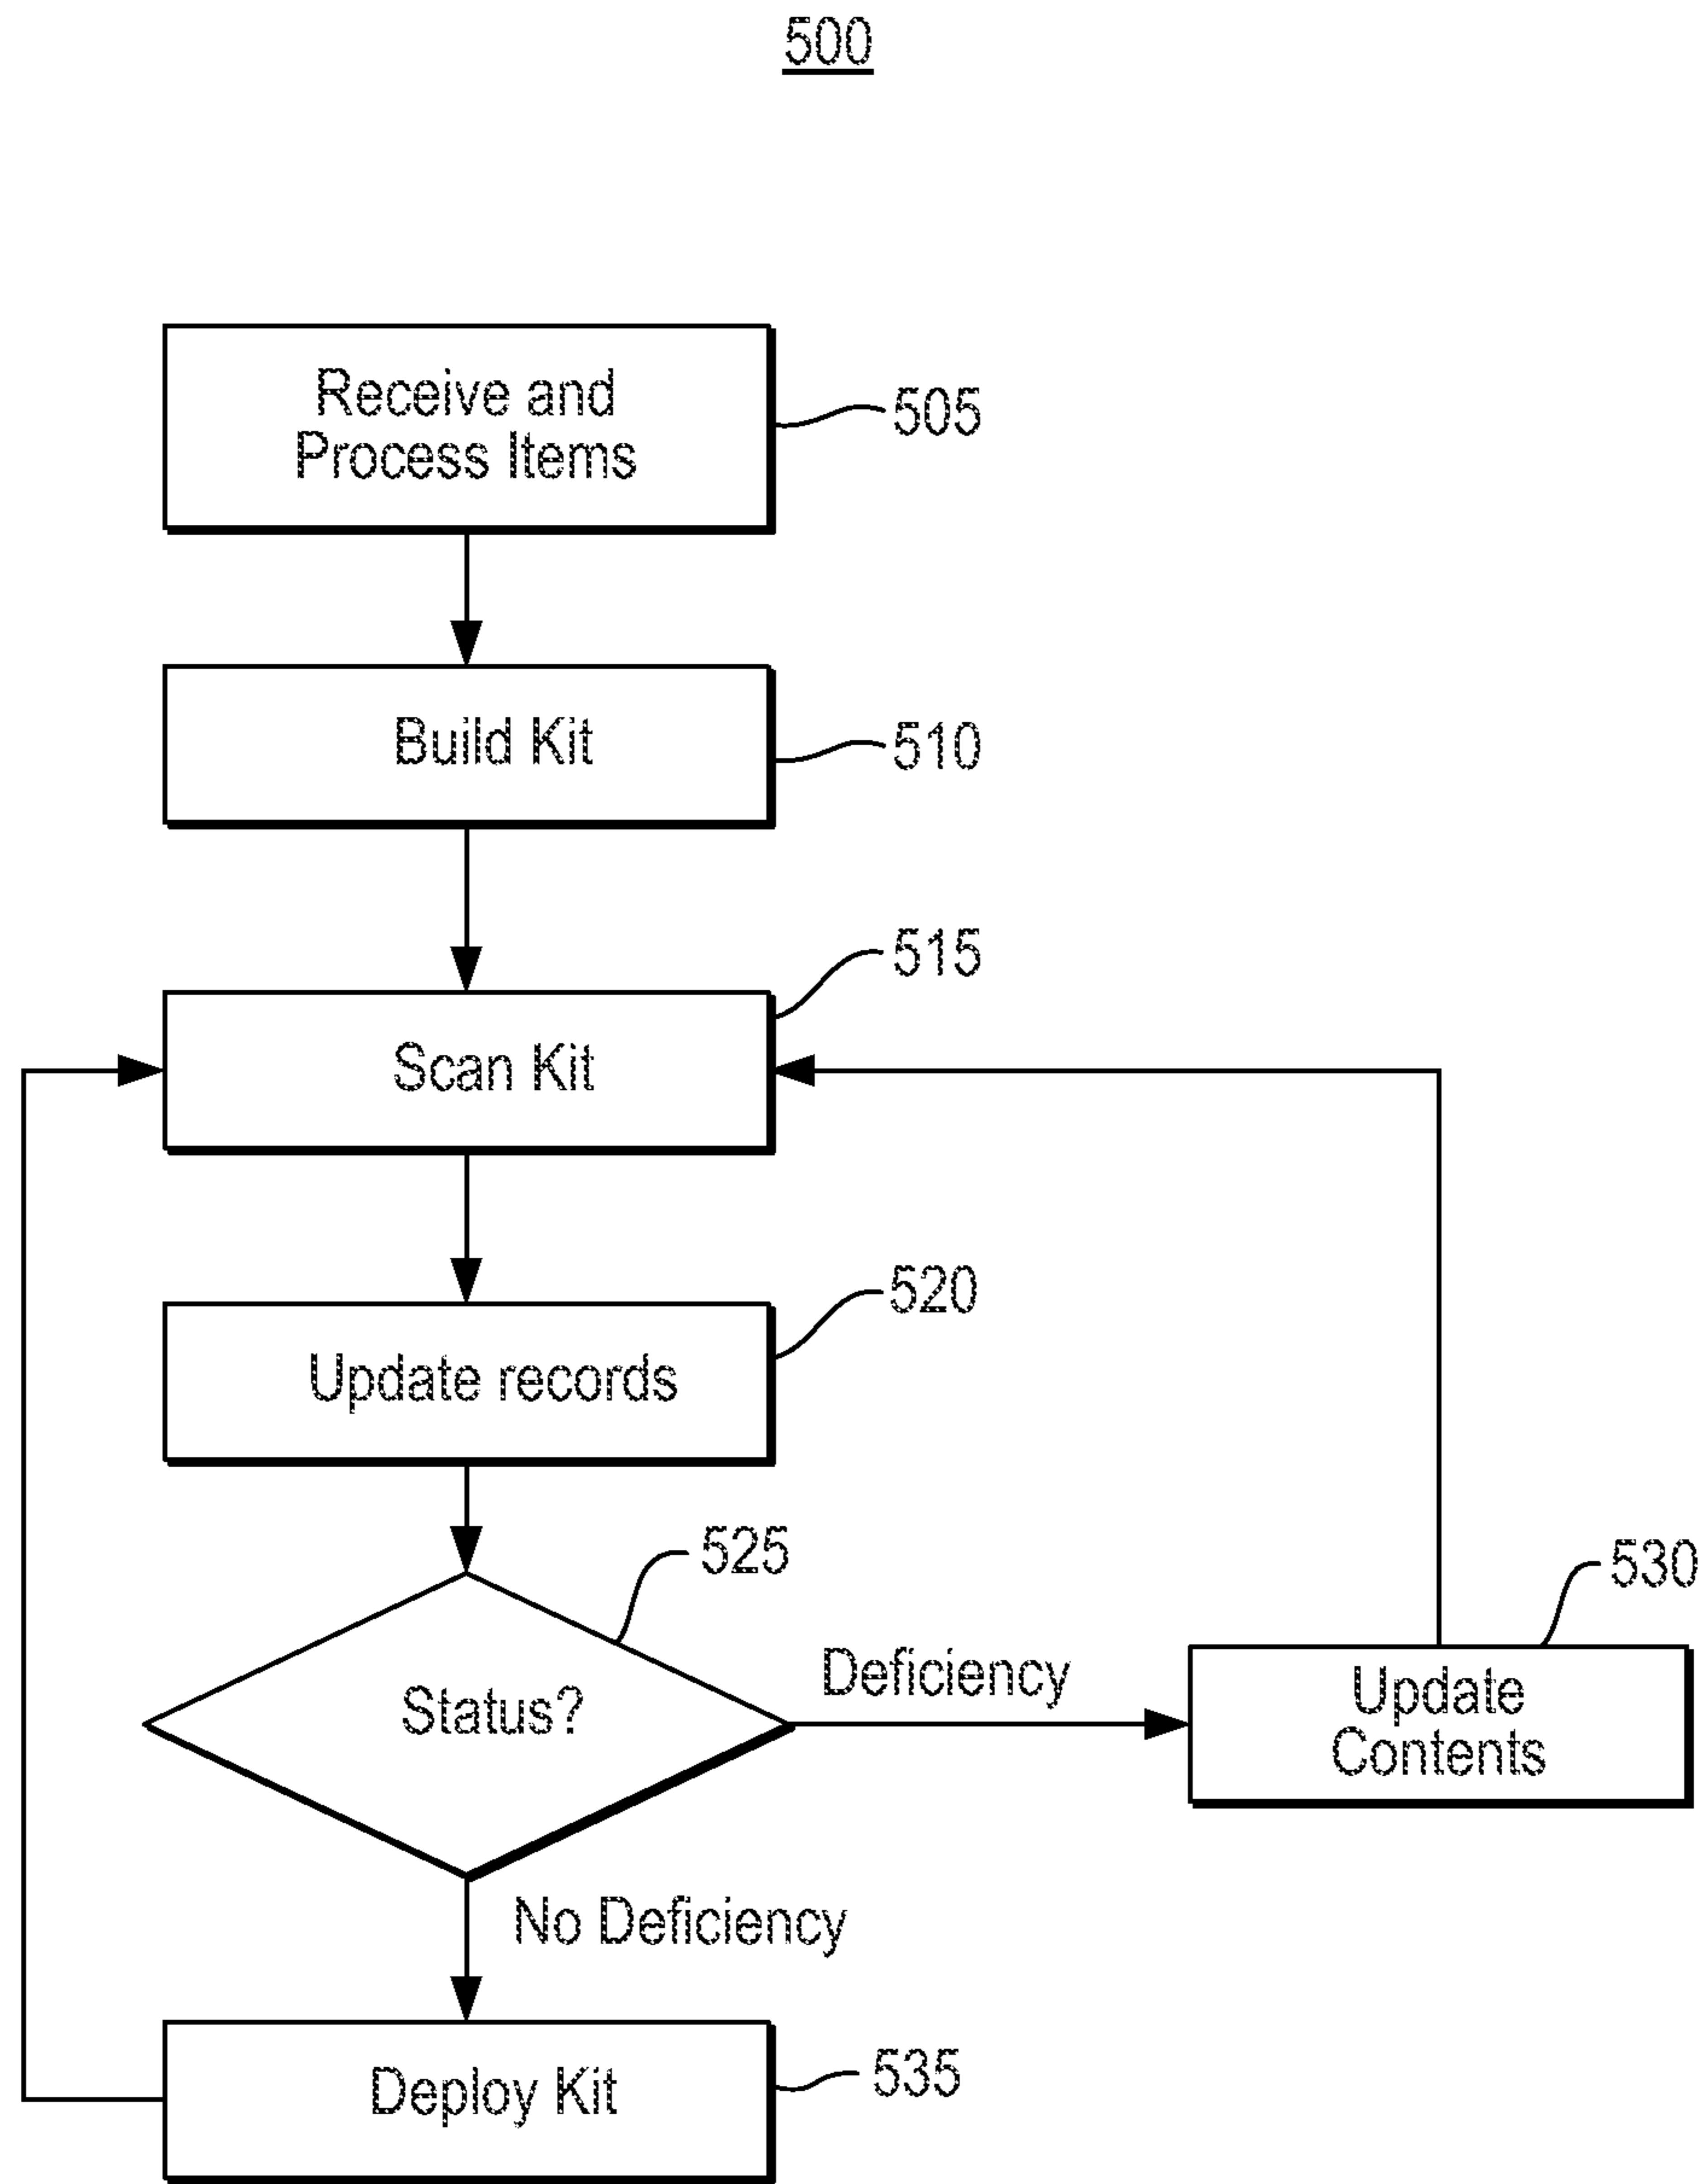 500
Receive and
Process Items
505
Build Kit
510
515
Scan Kit
520
Update records
525
Status?
Deficiency
530
Update
Contents
No Deficiency
Deploy Kit
535